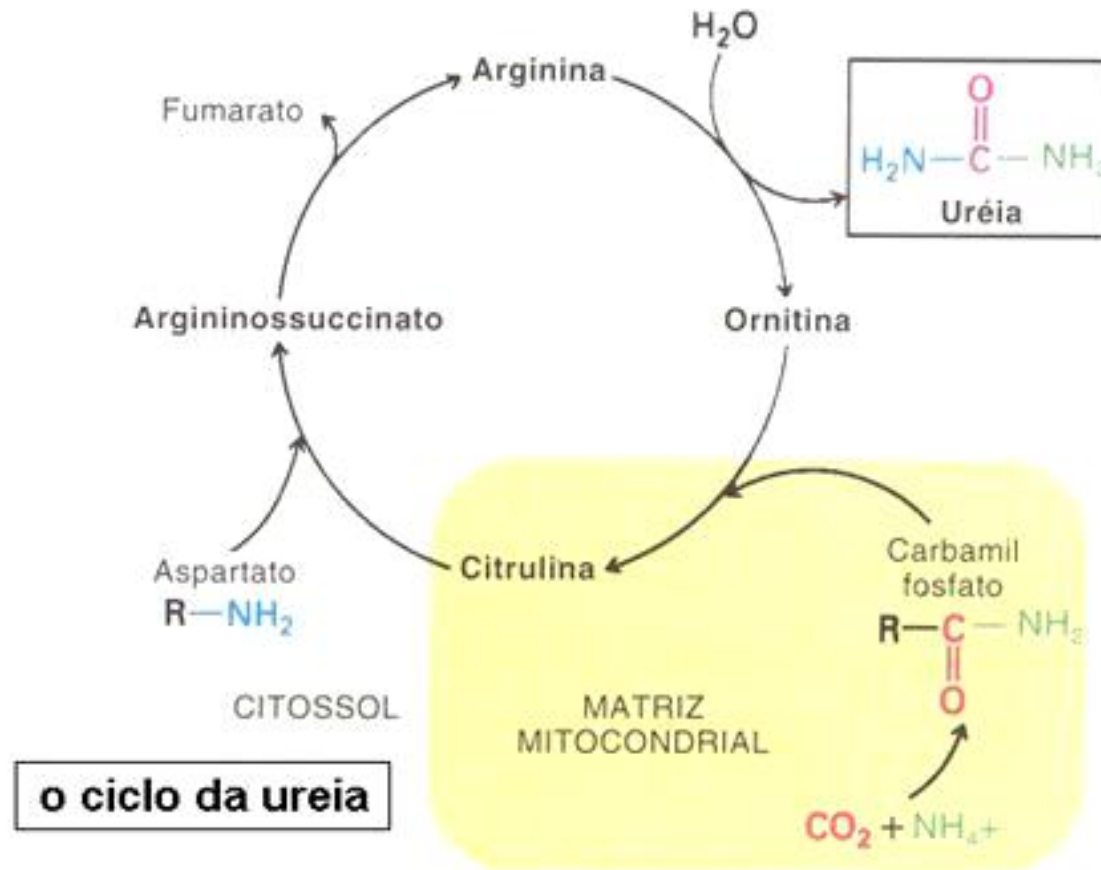 H₂O
Arginina
Fumarato
O
H₂N—C—NH₂
Uréia
Argininossuccinato
Ornitina
Aspartato
R—NH₂
Citrulina
Carbamil
fosfato
R—C—NH₂
O
CITOSSOL
MATRIZ
MITOCONDRIAL
o ciclo da ureia
CO₂ + NH₄+